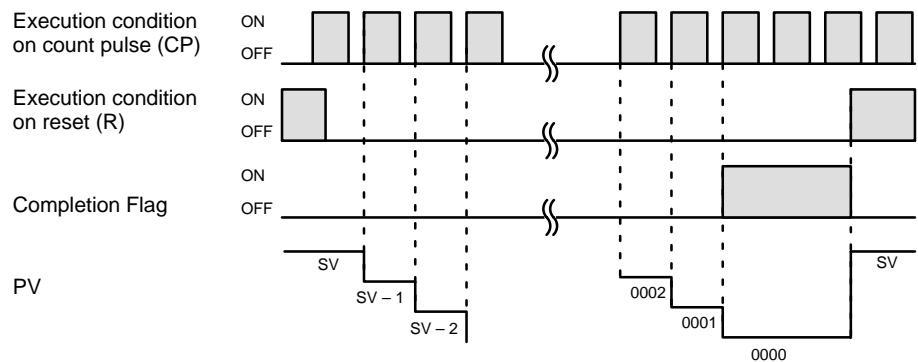 Execution condition
on count pulse (CP)
ON
OFF
Execution condition
on reset (R)
ON
OFF
Completion Flag
ON
OFF
PV
SV
SV – 1
SV – 2
0002
0001
0000
SV